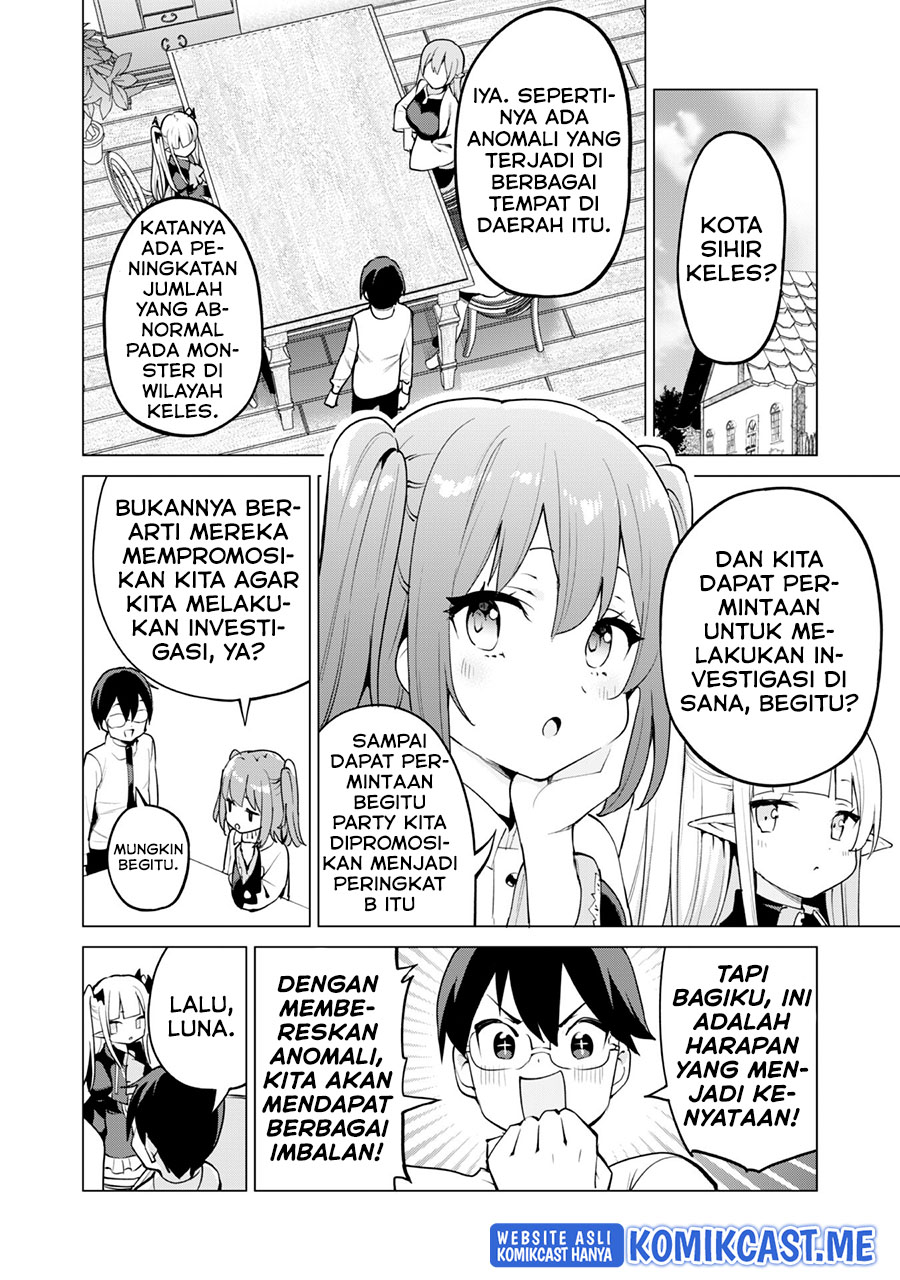 KOTA
SIHIR
KELES?
IYA. SEPERTI-
NYA ADA
ANOMALI YANG
TERJADI DI
BERBAGAI
TEMPAT DI
DAERAH ITU.
KATANYA
ADA PE-
NINGKATAN
JUMLAH
YANG AB-
NORMAL
PADA MON-
STER DI
WILAYAH
KELES.
DAN KITA
DAPAT PER-
MINTAAN
UNTUK ME-
LAKUKAN IN-
VESTIGASI DI
SANA, BEGITU?
SAMPAI
DAPAT PER-
MINTAAN
BEGITU
PARTY KITA
DIPROMOSI-
KAN MENJADI
PERINGKAT
B ITU
BUKANNYA BER-
ARTI MEREKA
MEMPROMOSI-
KAN KITA AGAR
KITA MELAKU-
KAN INVESTI-
GASI, YA?
MUNGKIN
BEGITU.
TAPI
BAGIKU, INI
ADALAH
HARAPAN
YANG MEN-
JADI KE-
NYATAAN!
DENGAN
MEMBE-
RESKAN
ANOMALI,
KITA AKAN
MENDAPAT
BERBAGAI
IMBALAN!
LALU,
LUNA.
WEBSITE ASLI
KOMIKCAST HANYA
KOMIKCAST.ME